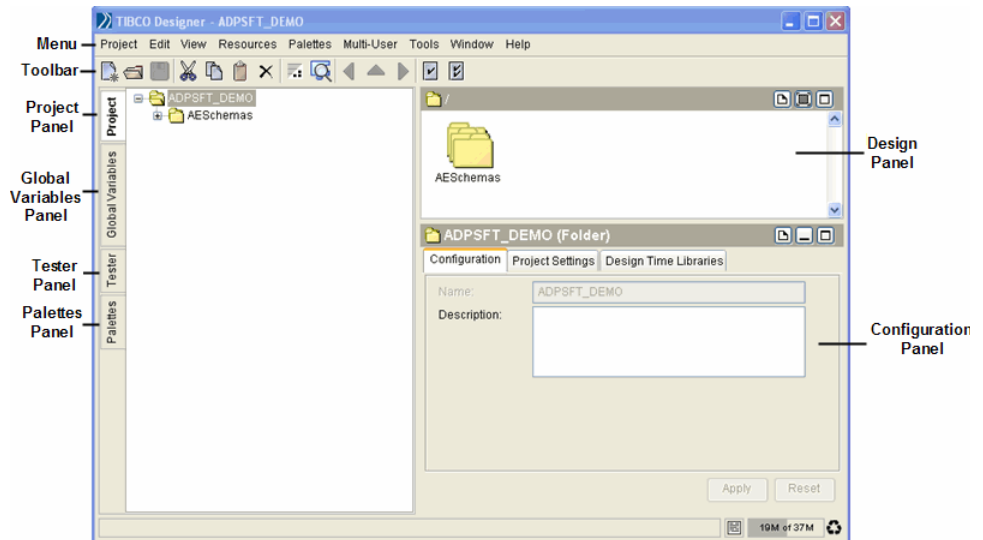 TIBCO Designer - ADPSFT_DEMO
Menu
Project Edit View Resources Palettes Multi-User Tools Window Help
Toolbar
Project Panel
Project
ADPSFT_DEMO
AESchemas
/
AESchemas
Design Panel
Global Variables Panel
Global Variables
ADPSFT_DEMO (Folder)
Configuration Project Settings Design Time Libraries
Tester Panel
Tester
Name: ADPSFT_DEMO
Description:
Palettes Panel
Palettes
Configuration Panel
Apply Reset
19M of 37M